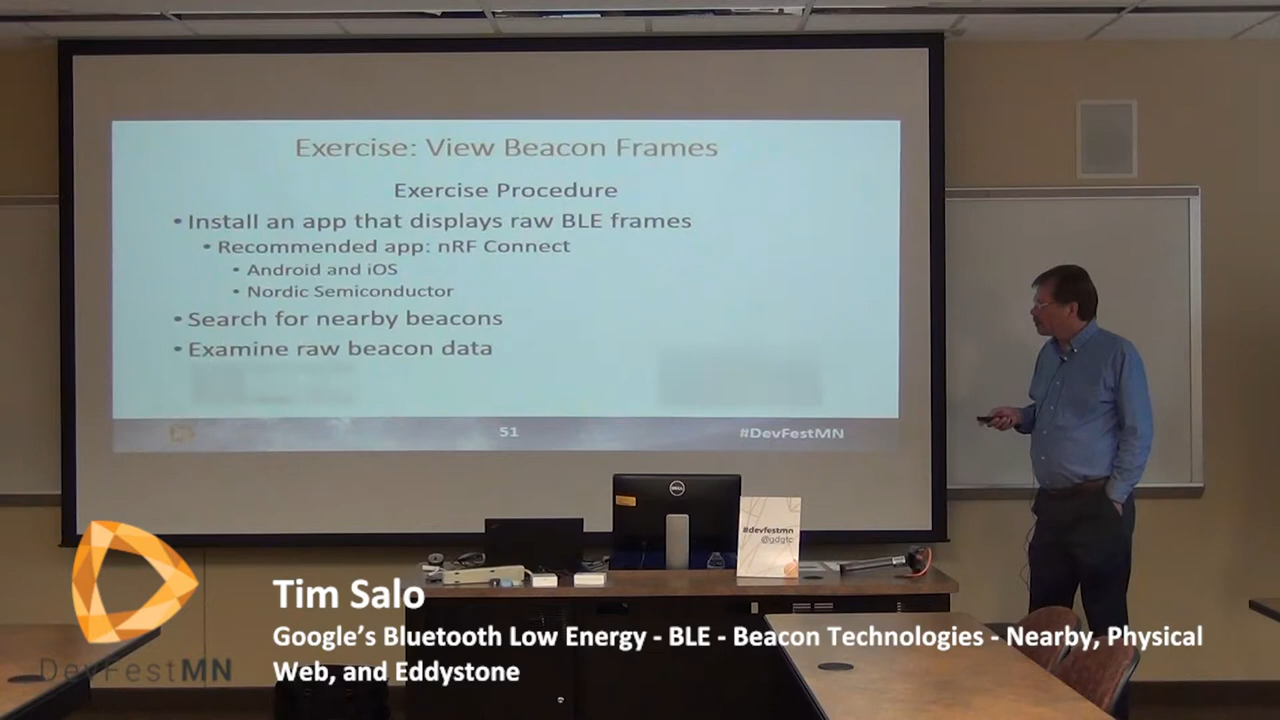 Exercise: View Beacon Frames
Exercise Procedure
• Install an app that displays raw BLE frames
• Recommended app: nRF Connect
• Android and iOS
• Nordic Semiconductor
• Search for nearby beacons
• Examine raw beacon data
51
#DevFestMN
DELL
#devfestmn
@gdgtc
Tim Salo
Google's Bluetooth Low Energy - BLE - Beacon Technologies - Nearby, Physical
Web, and Eddystone
DevFestMN